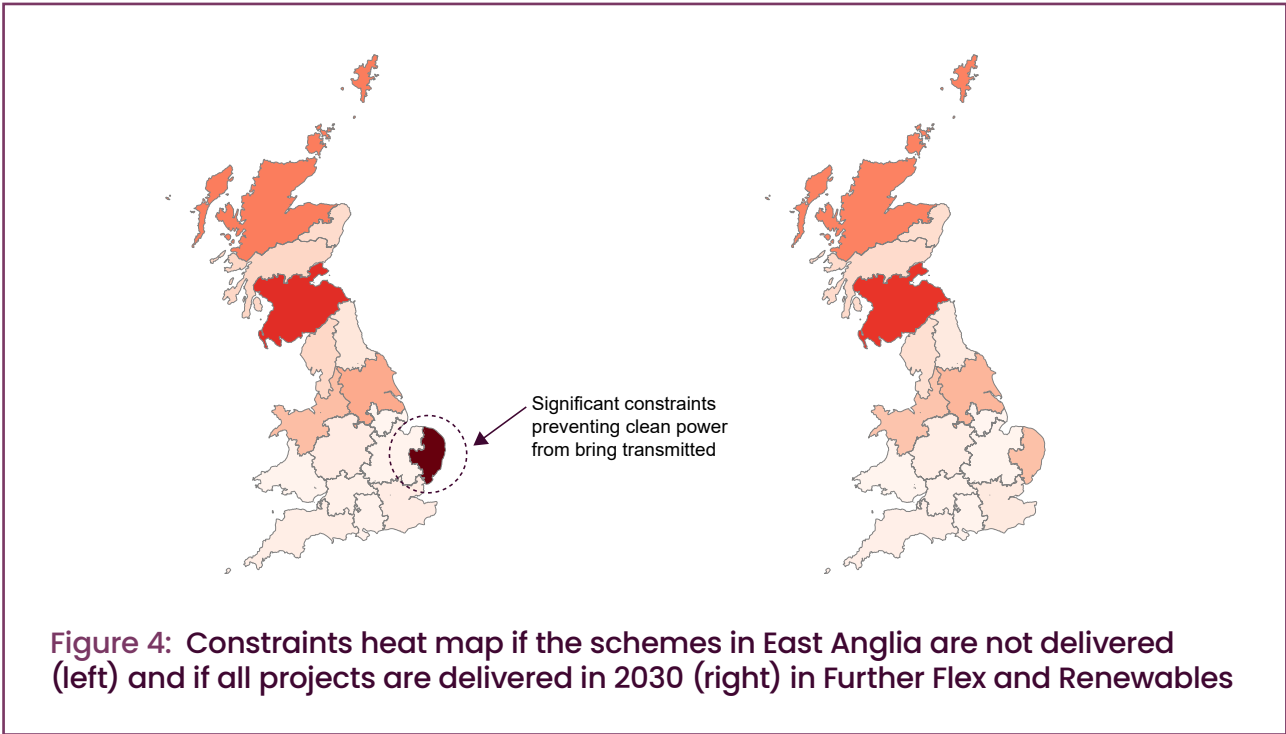 Significant constraints
preventing clean power
from bring transmitted
Figure 4: Constraints heat map if the schemes in East Anglia are not delivered
(left) and if all projects are delivered in 2030 (right) in Further Flex and Renewables